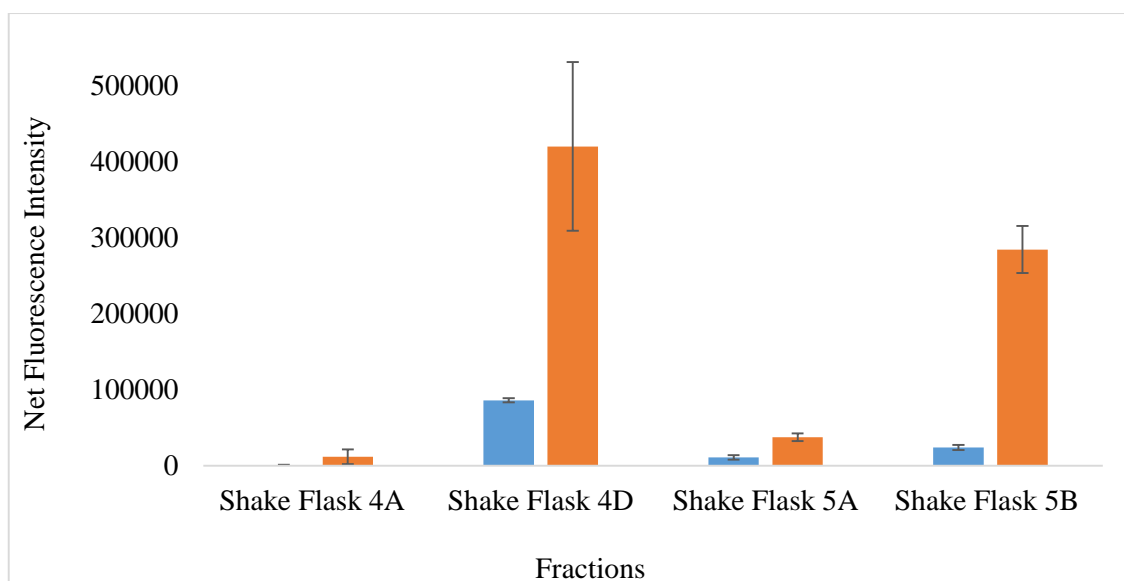 Net Fluorescence Intensity
500000
400000
300000
200000
100000
0
Shake Flask 4A Shake Flask 4D Shake Flask 5A Shake Flask 5B
Fractions